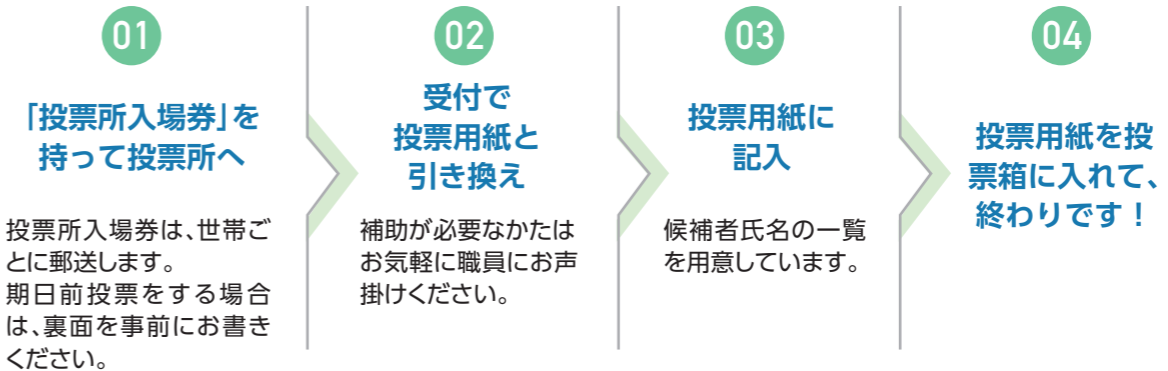 01
「投票所入場券」を
持って投票所へ
投票所入場券は、世帯ご
とに郵送します。
期日前投票をする場合
は、裏面を事前にお書き
ください。
02
受付で
投票用紙と
引き換え
補助が必要なかたは
お気軽に職員にお声
掛けください。
03
投票用紙に
記入
候補者氏名の一覧
を用意しています。
04
投票用紙を投
票箱に入れて、
終わりです！